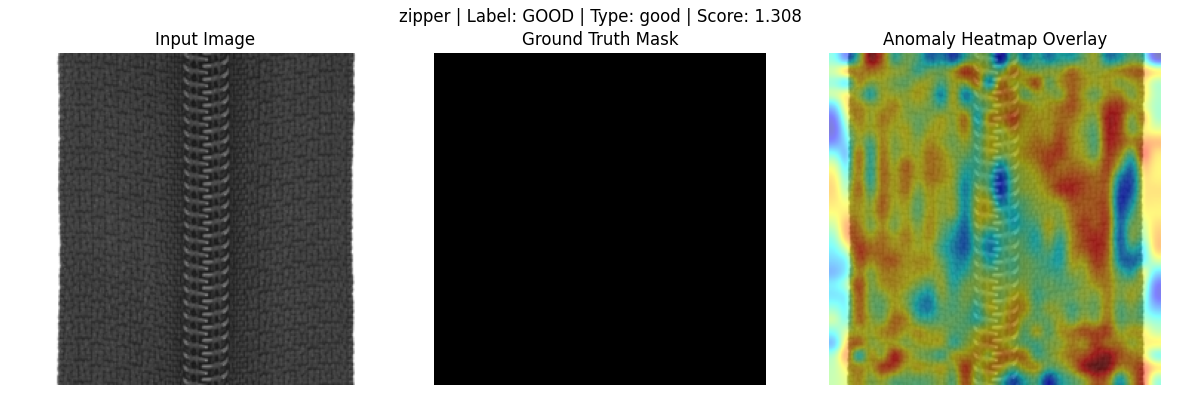 zipper | Label: GOOD | Type: good | Score: 1.308
Input Image
Ground Truth Mask
Anomaly Heatmap Overlay